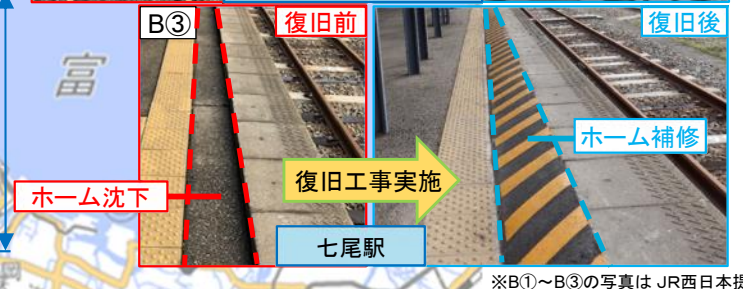 B③
復旧前
復旧後
富
ホーム補修
復旧工事実施
ホーム沈下
七尾駅
※B①~B③の写真は JR西日本提